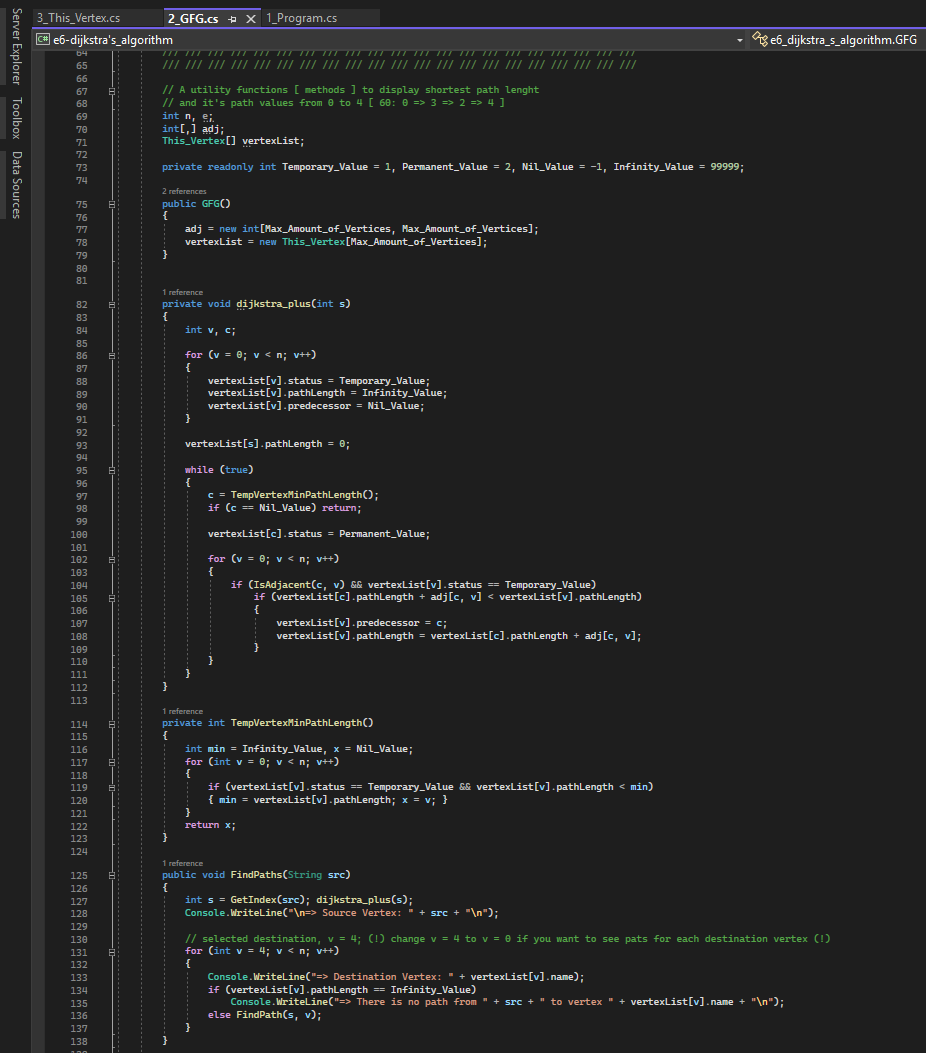 Server Explorer
Toolbox
Data Sources
3_This_Vertex.cs
2_GFG.cs
1_Program.cs
C# e6-dijkstra's_algorithm
e6_dijkstra_s_algorithm.GFG
64 /// /// /// /// /// /// /// /// /// /// /// /// /// /// /// /// /// /// /// /// ///
65 /// /// /// /// /// /// /// /// /// /// /// /// /// /// /// /// /// /// /// /// ///
66
67 // A utility functions [ methods ] to display shortest path lenght
68 // and it's path values from 0 to 4 [ 60: 0 => 3 => 2 => 4 ]
69 int n, e;
70 int[,] adj;
71 This_Vertex[] vertexList;
72
73 private readonly int Temporary_Value = 1, Permanent_Value = 2, Nil_Value = -1, Infinity_Value = 99999;
74
2 references
75 public GFG()
76 {
77 adj = new int[Max_Amount_of_Vertices, Max_Amount_of_Vertices];
78 vertexList = new This_Vertex[Max_Amount_of_Vertices];
79 }
80
81
1 reference
82 private void dijkstra_plus(int s)
83 {
84 int v, c;
85
86 for (v = 0; v < n; v++)
87 {
88 vertexList[v].status = Temporary_Value;
89 vertexList[v].pathLength = Infinity_Value;
90 vertexList[v].predecessor = Nil_Value;
91 }
92
93 vertexList[s].pathLength = 0;
94
95 while (true)
96 {
97 c = TempVertexMinPathLength();
98 if (c == Nil_Value) return;
99
100 vertexList[c].status = Permanent_Value;
101
102 for (v = 0; v < n; v++)
103 {
104 if (IsAdjacent(c, v) && vertexList[v].status == Temporary_Value)
105 if (vertexList[c].pathLength + adj[c, v] < vertexList[v].pathLength)
106 {
107 vertexList[v].predecessor = c;
108 vertexList[v].pathLength = vertexList[c].pathLength + adj[c, v];
109 }
110 }
111 }
112 }
113
1 reference
114 private int TempVertexMinPathLength()
115 {
116 int min = Infinity_Value, x = Nil_Value;
117 for (int v = 0; v < n; v++)
118 {
119 if (vertexList[v].status == Temporary_Value && vertexList[v].pathLength < min)
120 { min = vertexList[v].pathLength; x = v; }
121 }
122 return x;
123 }
124
1 reference
125 public void FindPaths(String src)
126 {
127 int s = GetIndex(src); dijkstra_plus(s);
128 Console.WriteLine("\n=> Source Vertex: " + src + "\n");
129
130 // selected destination, v = 4; (!) change v = 4 to v = 0 if you want to see pats for each destination vertex (!)
131 for (int v = 4; v < n; v++)
132 {
133 Console.WriteLine("=> Destination Vertex: " + vertexList[v].name);
134 if (vertexList[v].pathLength == Infinity_Value)
135 Console.WriteLine("=> There is no path from " + src + " to vertex " + vertexList[v].name + "\n");
136 else FindPath(s, v);
137 }
138 }